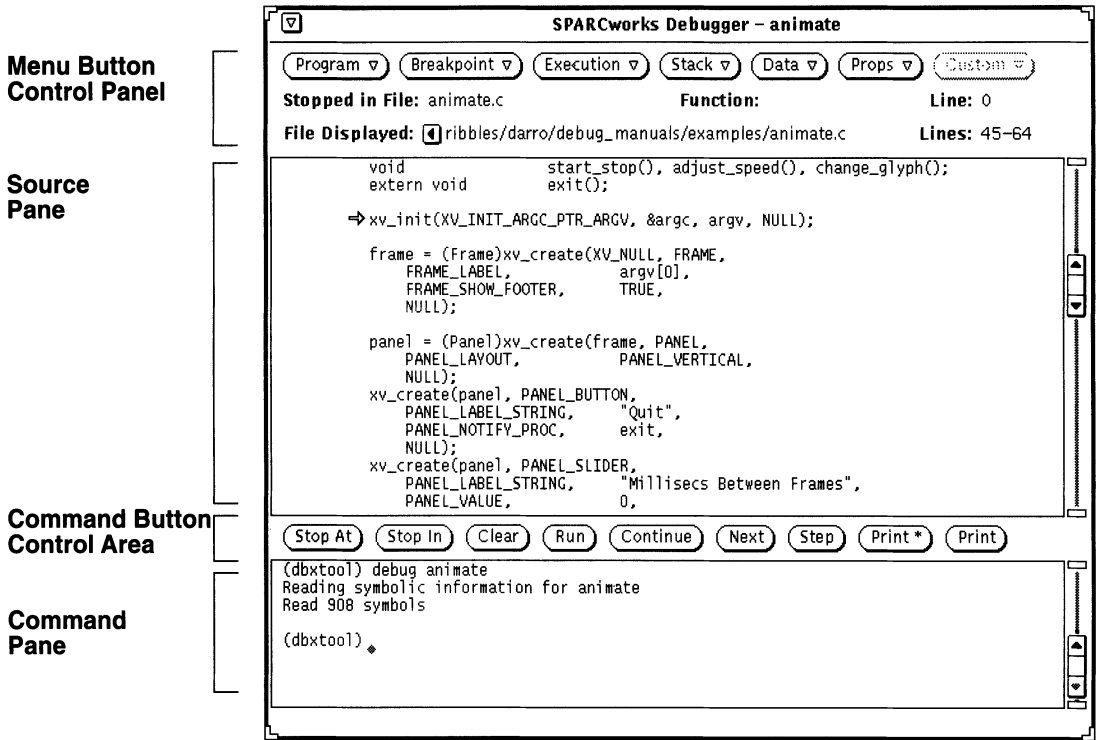 SPARCworks Debugger – animate
Menu Button
Control Panel
Program Breakpoint Execution Stack Data Props Custom
Stopped in File: animate.c Function: Line: 0
File Displayed: ribbles/darro/debug_manuals/examples/animate.c Lines: 45–64
Source
Pane
void start_stop(), adjust_speed(), change_glyph();
extern void exit();
xv_init(XV_INIT_ARGC_PTR_ARGV, &argc, argv, NULL);
frame = (Frame)xv_create(XV_NULL, FRAME,
FRAME_LABEL, argv[0],
FRAME_SHOW_FOOTER, TRUE,
NULL);
panel = (Panel)xv_create(frame, PANEL,
PANEL_LAYOUT, PANEL_VERTICAL,
NULL);
xv_create(panel, PANEL_BUTTON,
PANEL_LABEL_STRING, "Quit",
PANEL_NOTIFY_PROC, exit,
NULL);
xv_create(panel, PANEL_SLIDER,
PANEL_LABEL_STRING, "Millisecs Between Frames",
PANEL_VALUE, 0,
Command Button
Control Area
Stop At Stop In Clear Run Continue Next Step Print * Print
Command
Pane
(dbxtool) debug animate
Reading symbolic information for animate
Read 908 symbols
(dbxtool)